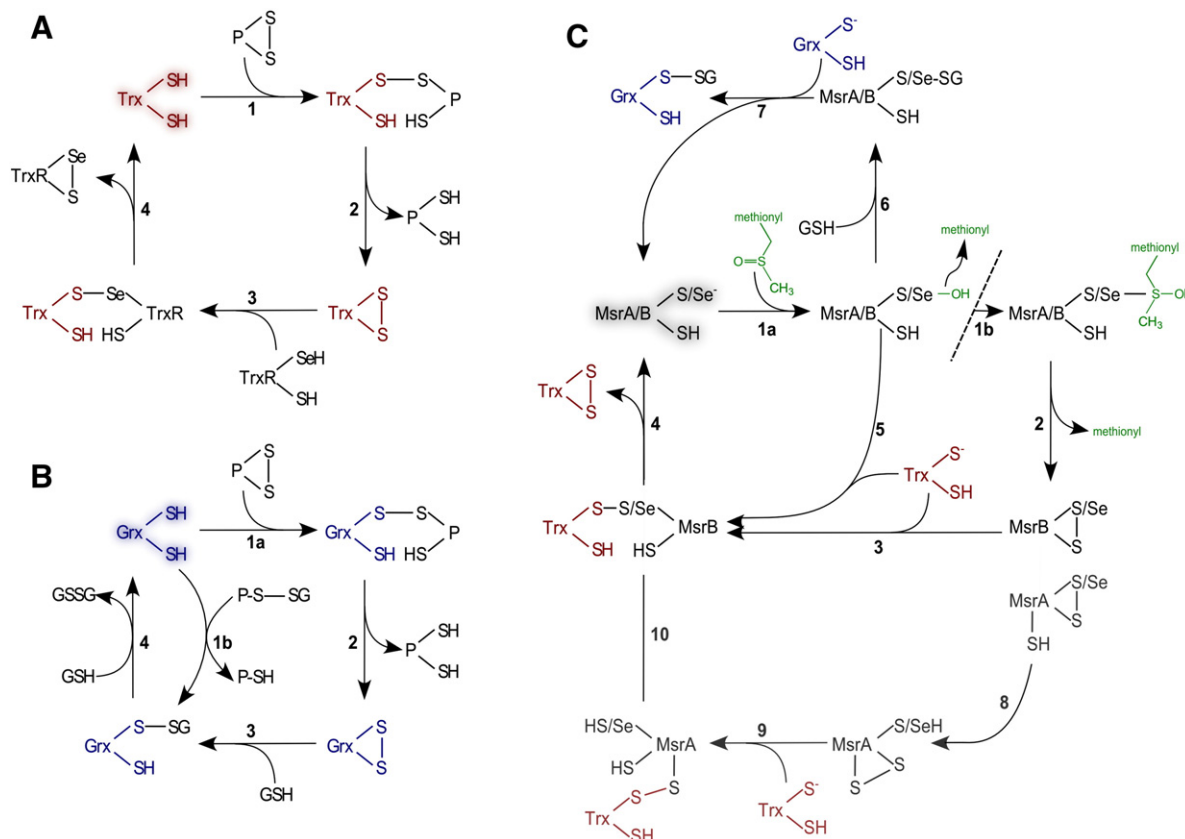 A
P
S
S
Trx
SH
SH
1
Trx
S
S
P
SH
HS
TrxR
Se
S
4
2
P
SH
SH
Trx
S
Se
TrxR
SH
HS
3
Trx
S
S
TrxR
SeH
SH
B
P
S
S
Grx
SH
SH
1a
Grx
S
S
P
SH
HS
GSSG
4
GSH
P-S
SG
1b
P-SH
2
P
SH
SH
Grx
S
SG
SH
3
GSH
Grx
S
S
C
Grx
S-
SH
Grx
S
SG
SH
7
MsrA/B
S/Se-SG
SH
6
GSH
methionyl
O
S
CH3
methionyl
methionyl
MsrA/B
S/Se-
SH
1a
MsrA/B
S/Se
OH
SH
1b
MsrA/B
S/Se
S
SH
CH3
Trx
S
S
4
5
Trx
S-
SH
2
methionyl
Trx
S
S/Se
MsrB
SH
HS
3
MsrB
S/Se
S
MsrA
S/Se
S
SH
10
8
HS/Se
MsrA
HS
S
S
Trx
SH
9
Trx
S-
SH
MsrA
S/SeH
S
S